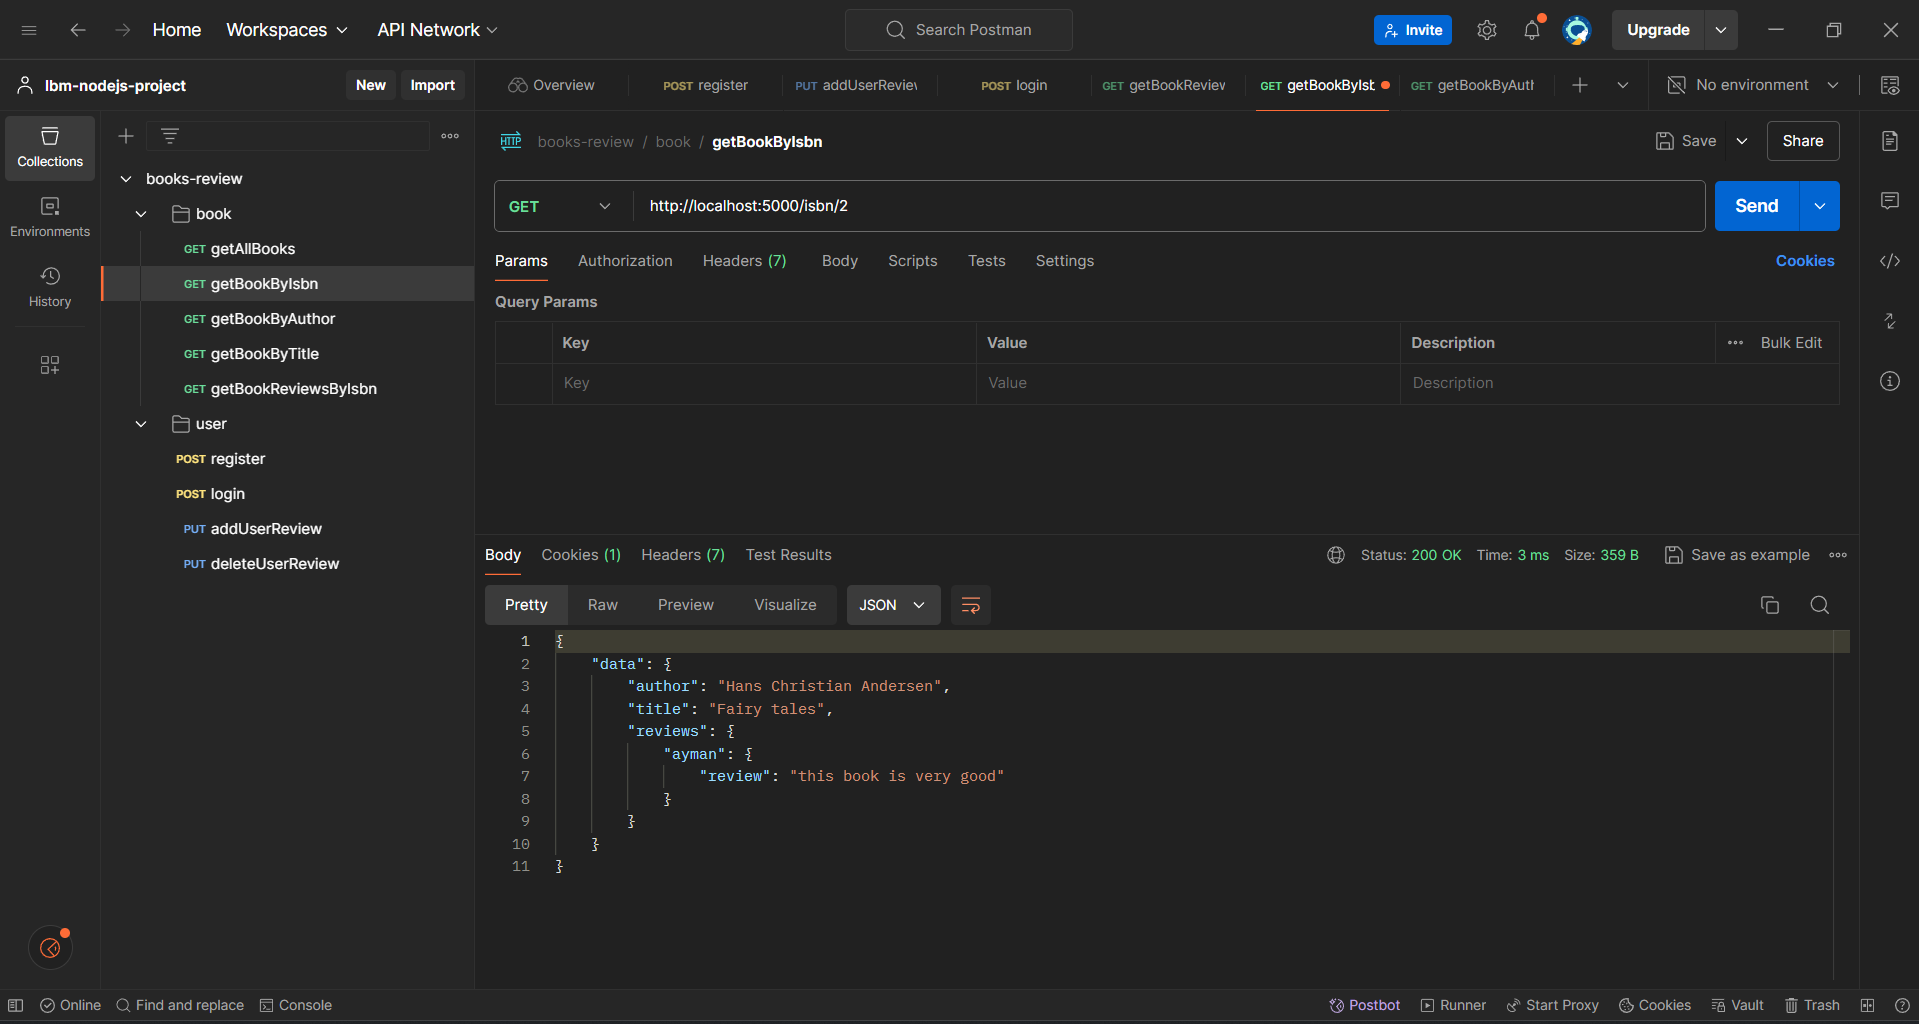 Home Workspaces API Network Search Postman Invite Upgrade
Ibm-nodejs-project New Import Overview POST register PUT addUserReview POST login GET getBookReview GET getBookByIsb GET getBookByAuth No environment
Collections
Environments
History
books-review
book
GET getAllBooks
GET getBookByIsbn
GET getBookByAuthor
GET getBookByTitle
GET getBookReviewsByIsbn
user
POST register
POST login
PUT addUserReview
PUT deleteUserReview
HTTP books-review / book / getBookByIsbn Save Share
GET http://localhost:5000/isbn/2 Send
Params Authorization Headers (7) Body Scripts Tests Settings Cookies
Query Params
Key Value Description Bulk Edit
Key Value Description
Body Cookies (1) Headers (7) Test Results Status: 200 OK Time: 3 ms Size: 359 B Save as example
Pretty Raw Preview Visualize JSON
1 {
2 "data": {
3 "author": "Hans Christian Andersen",
4 "title": "Fairy tales",
5 "reviews": {
6 "ayman": {
7 "review": "this book is very good"
8 }
9 }
10 }
11 }
Online Find and replace Console Postbot Runner Start Proxy Cookies Vault Trash